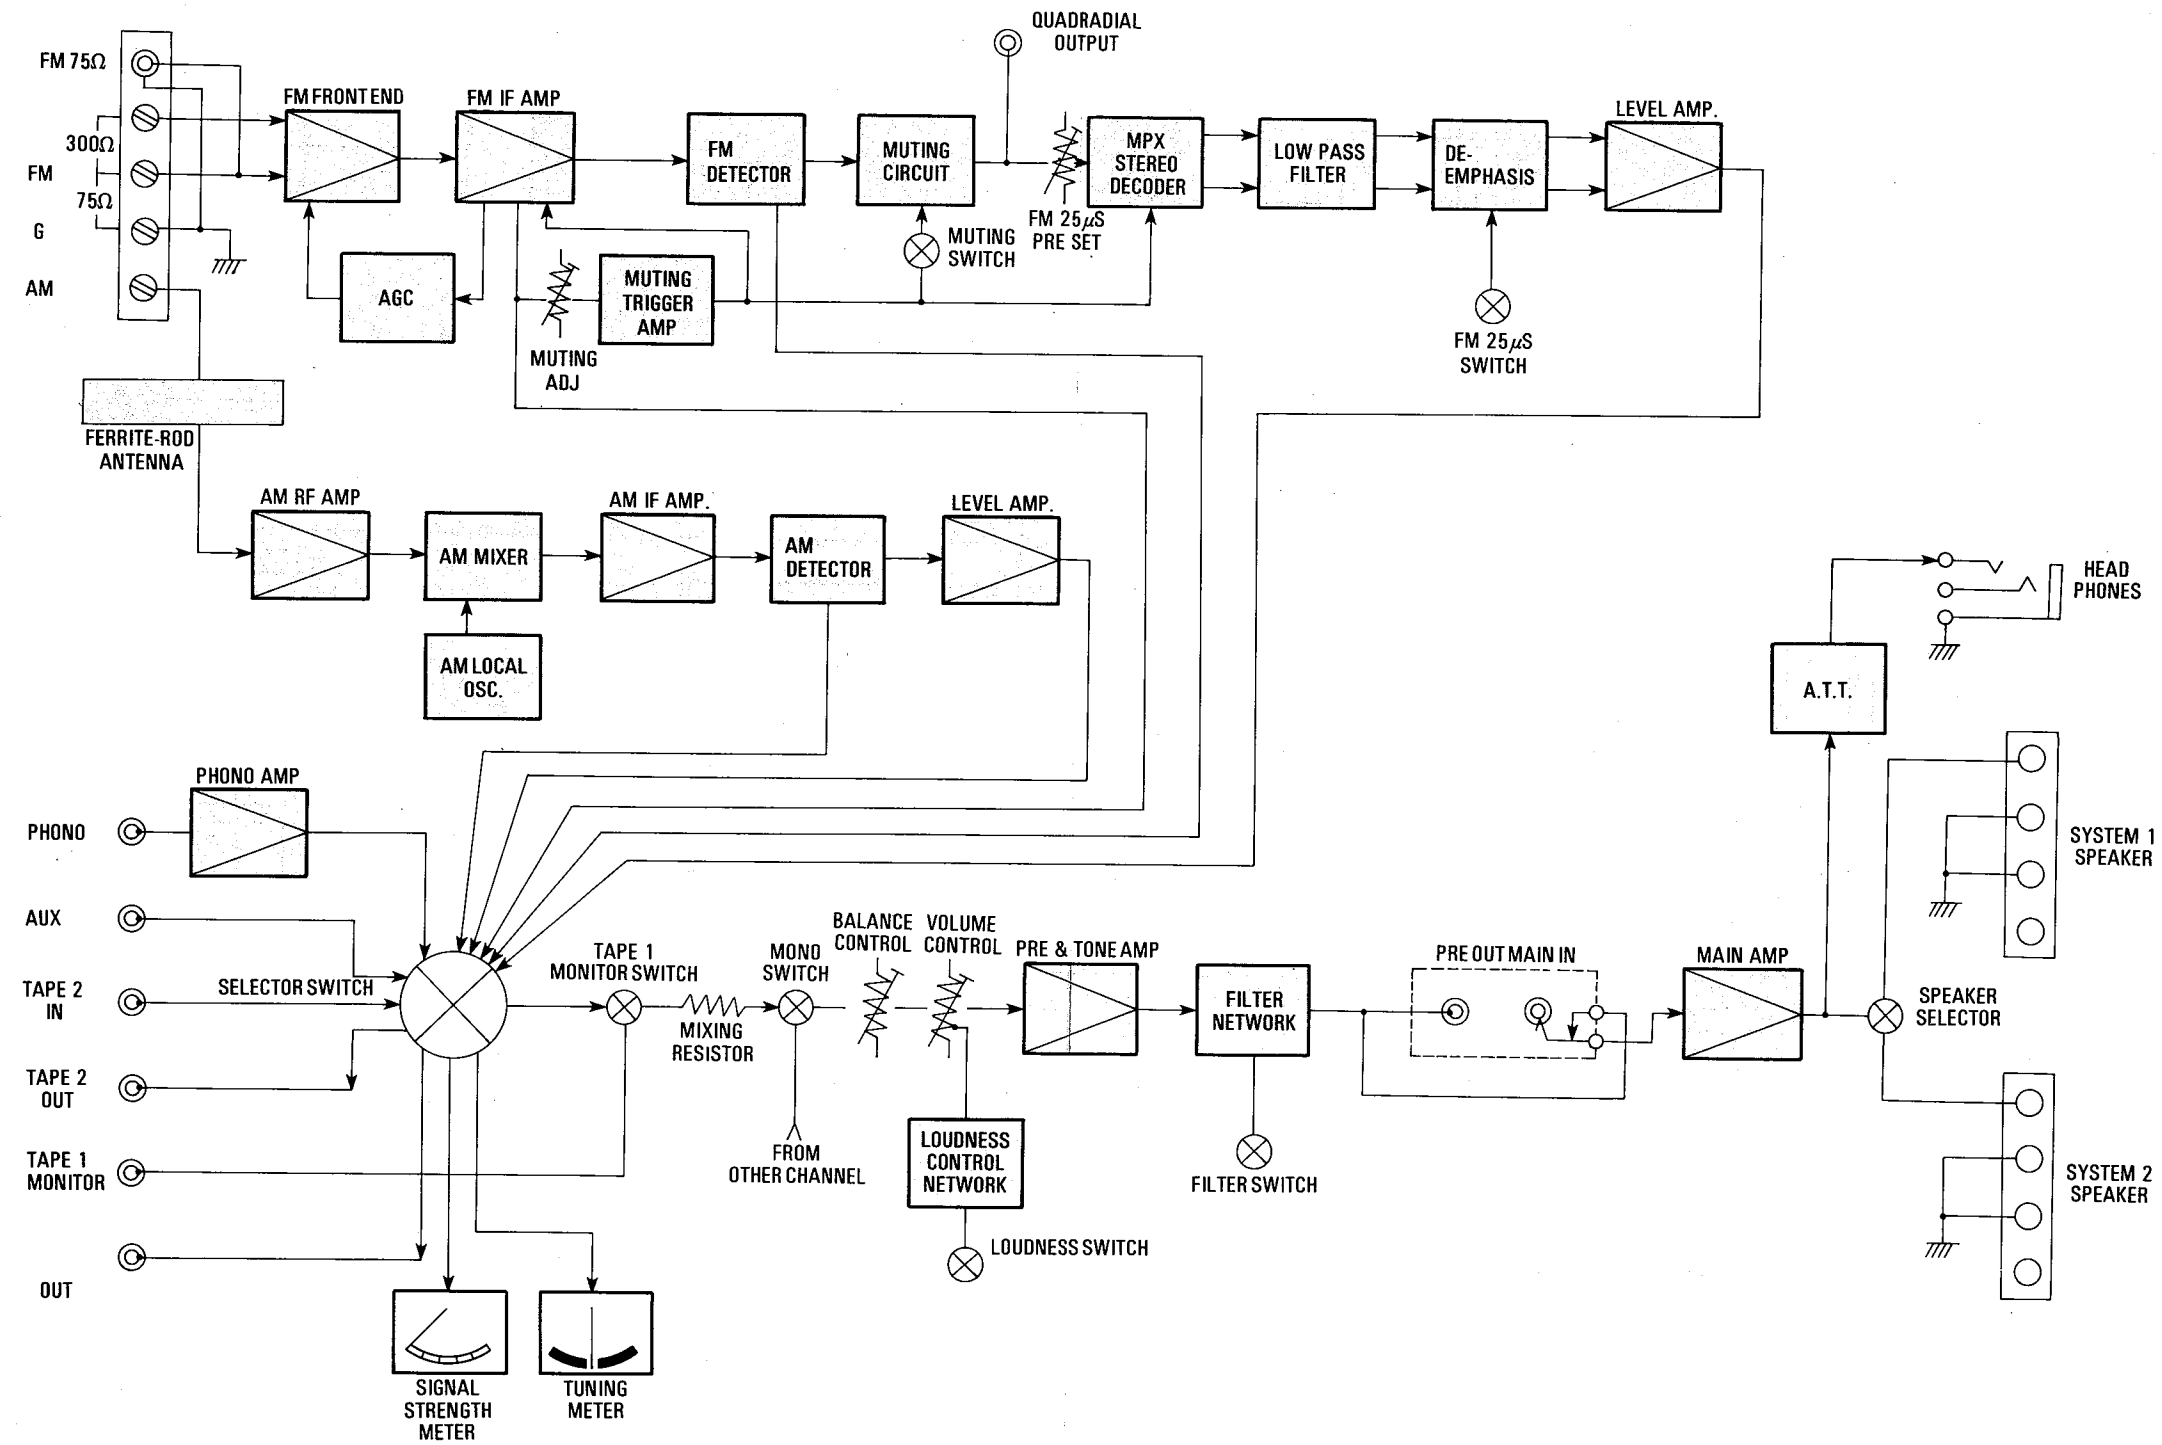 QUADRADIAL
OUTPUT
FM 75Ω
300Ω
FM
75Ω
G
AM
FM FRONT END
FM IF AMP
FM
DETECTOR
MUTING
CIRCUIT
MUTING
SWITCH
FM 25µS
PRE SET
MPX
STEREO
DECODER
LOW PASS
FILTER
DE-
EMPHASIS
LEVEL AMP.
AGC
MUTING
ADJ
MUTING
TRIGGER
AMP
FM 25µS
SWITCH
FERRITE-ROD
ANTENNA
AM RF AMP
AM MIXER
AM IF AMP.
AM
DETECTOR
LEVEL AMP.
AM LOCAL
OSC.
HEAD
PHONES
A.T.T.
PHONO AMP
PHONO
AUX
TAPE 2
IN
SELECTOR SWITCH
TAPE 2
OUT
TAPE 1
MONITOR
OUT
TAPE 1
MONITOR SWITCH
MIXING
RESISTOR
MONO
SWITCH
FROM
OTHER CHANNEL
BALANCE
CONTROL
VOLUME
CONTROL
PRE & TONE AMP
LOUDNESS
CONTROL
NETWORK
LOUDNESS SWITCH
FILTER
NETWORK
FILTER SWITCH
PRE OUT MAIN IN
MAIN AMP
SPEAKER
SELECTOR
SYSTEM 1
SPEAKER
SYSTEM 2
SPEAKER
SIGNAL
STRENGTH
METER
TUNING
METER